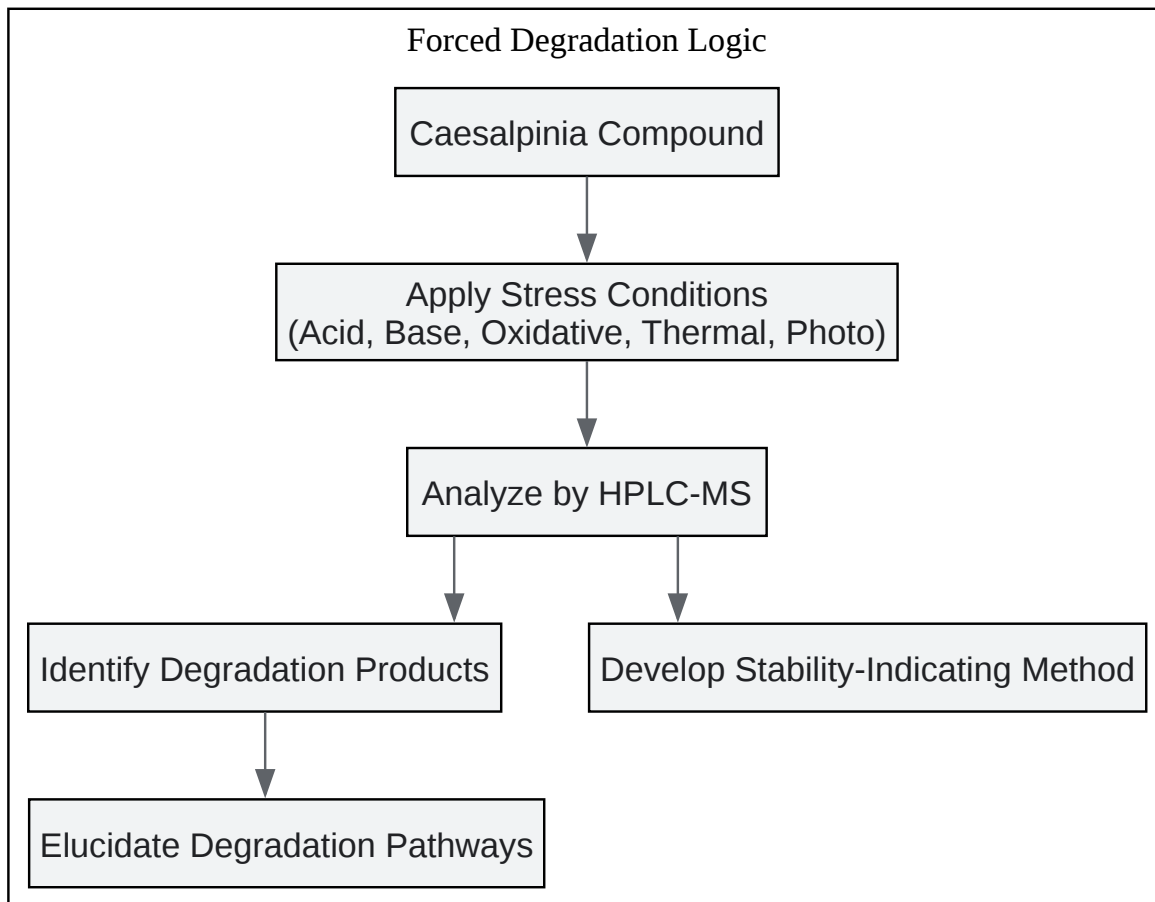 Forced Degradation Logic
Caesalpinia Compound
Apply Stress Conditions
(Acid, Base, Oxidative, Thermal, Photo)
Analyze by HPLC-MS
Identify Degradation Products
Develop Stability-Indicating Method
Elucidate Degradation Pathways